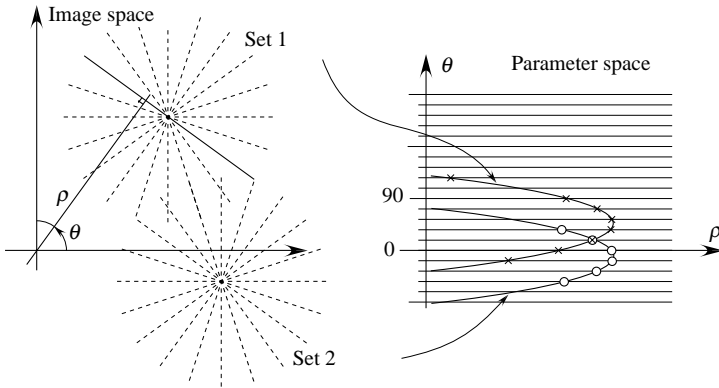 Image space
Set 1
ρ
θ
Set 2
θ
Parameter space
90
0
ρ